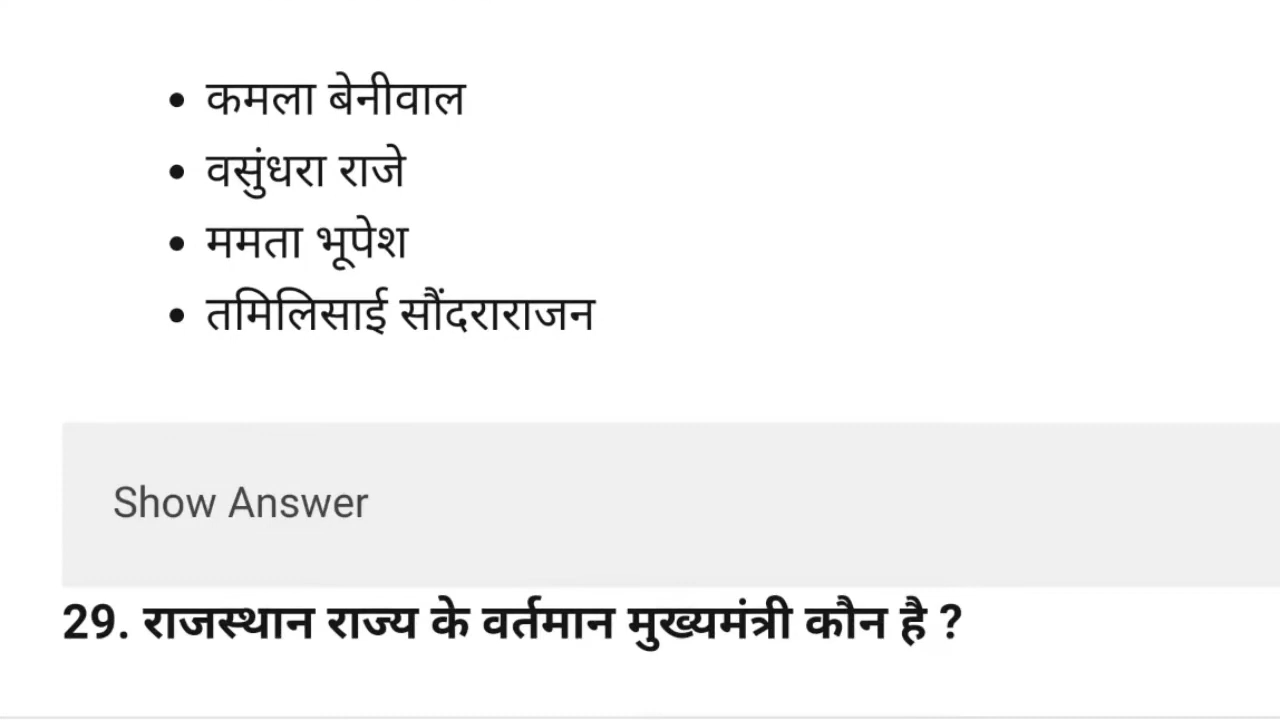 • कमला बेनीवाल
• वसुंधरा राजे
• ममता भूपेश
• तमिलिसाई सौंदराराजन
Show Answer
29. राजस्थान राज्य के वर्तमान मुख्यमंत्री कौन है ?